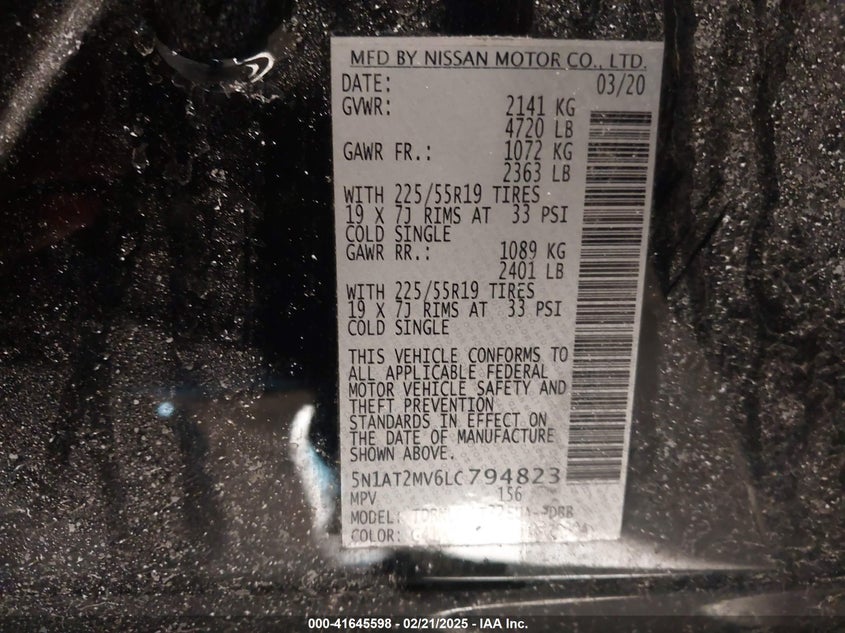 MFD BY NISSAN MOTOR CO., LTD.
DATE: 03/20
GVWR: 2141 KG
4720 LB
GAWR FR.: 1072 KG
2363 LB
WITH 225/55R19 TIRES
19 X 7J RIMS AT 33 PSI
COLD SINGLE
GAWR RR.: 1089 KG
2401 LB
WITH 225/55R19 TIRES
19 X 7J RIMS AT 33 PSI
COLD SINGLE
THIS VEHICLE CONFORMS TO
ALL APPLICABLE FEDERAL
MOTOR VEHICLE SAFETY AND
THEFT PREVENTION
STANDARDS IN EFFECT ON
THE DATE OF MANUFACTURE
SHOWN ABOVE.
5N1AT2MV6LC794823
MPV 156
MODEL:
COLOR:
000-41645598 - 02/21/2025 - IAA Inc.